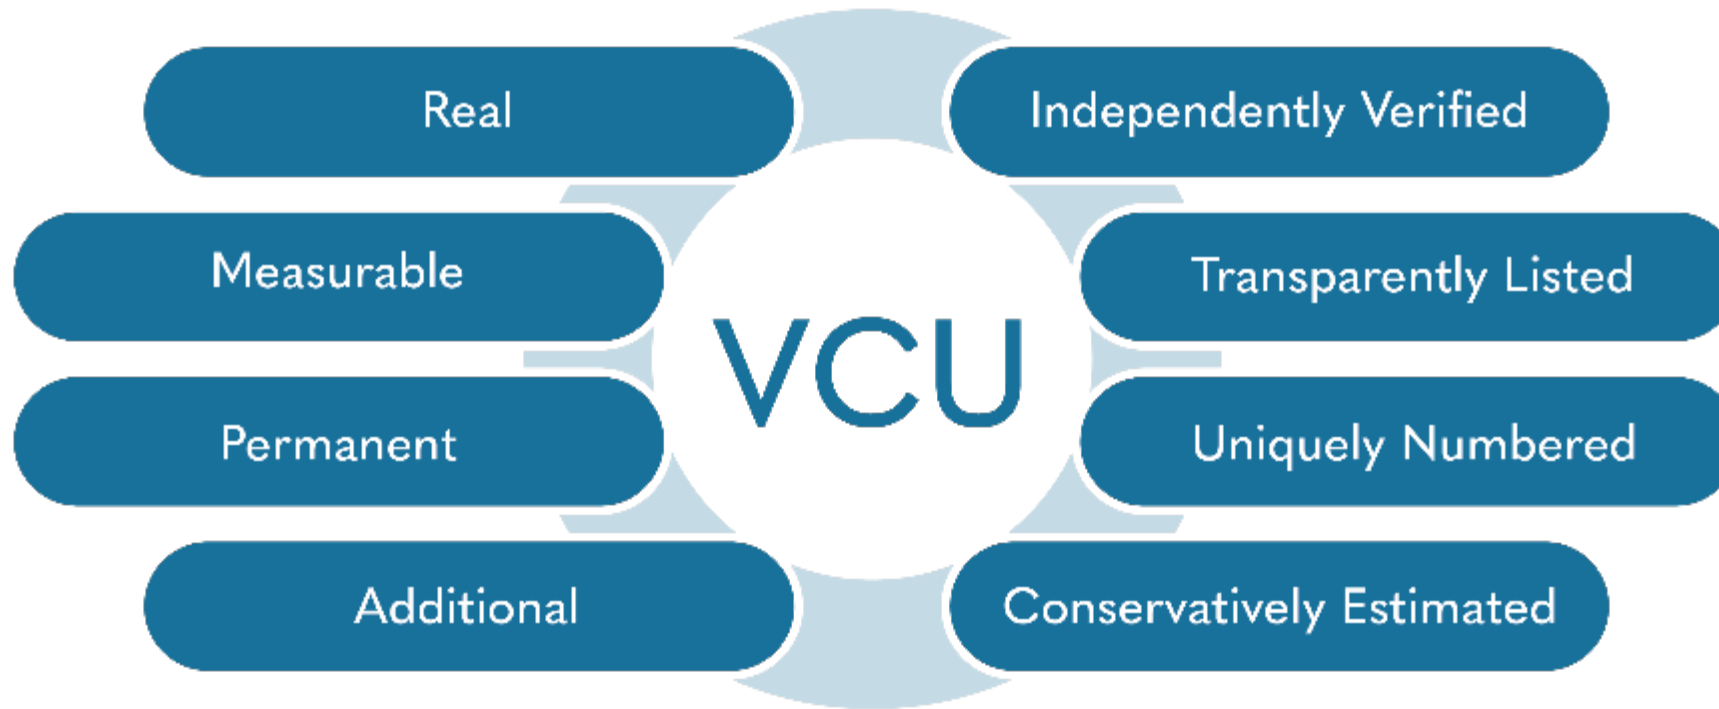 Real
Measurable
Permanent
Additional
VCU
Independently Verified
Transparently Listed
Uniquely Numbered
Conservatively Estimated